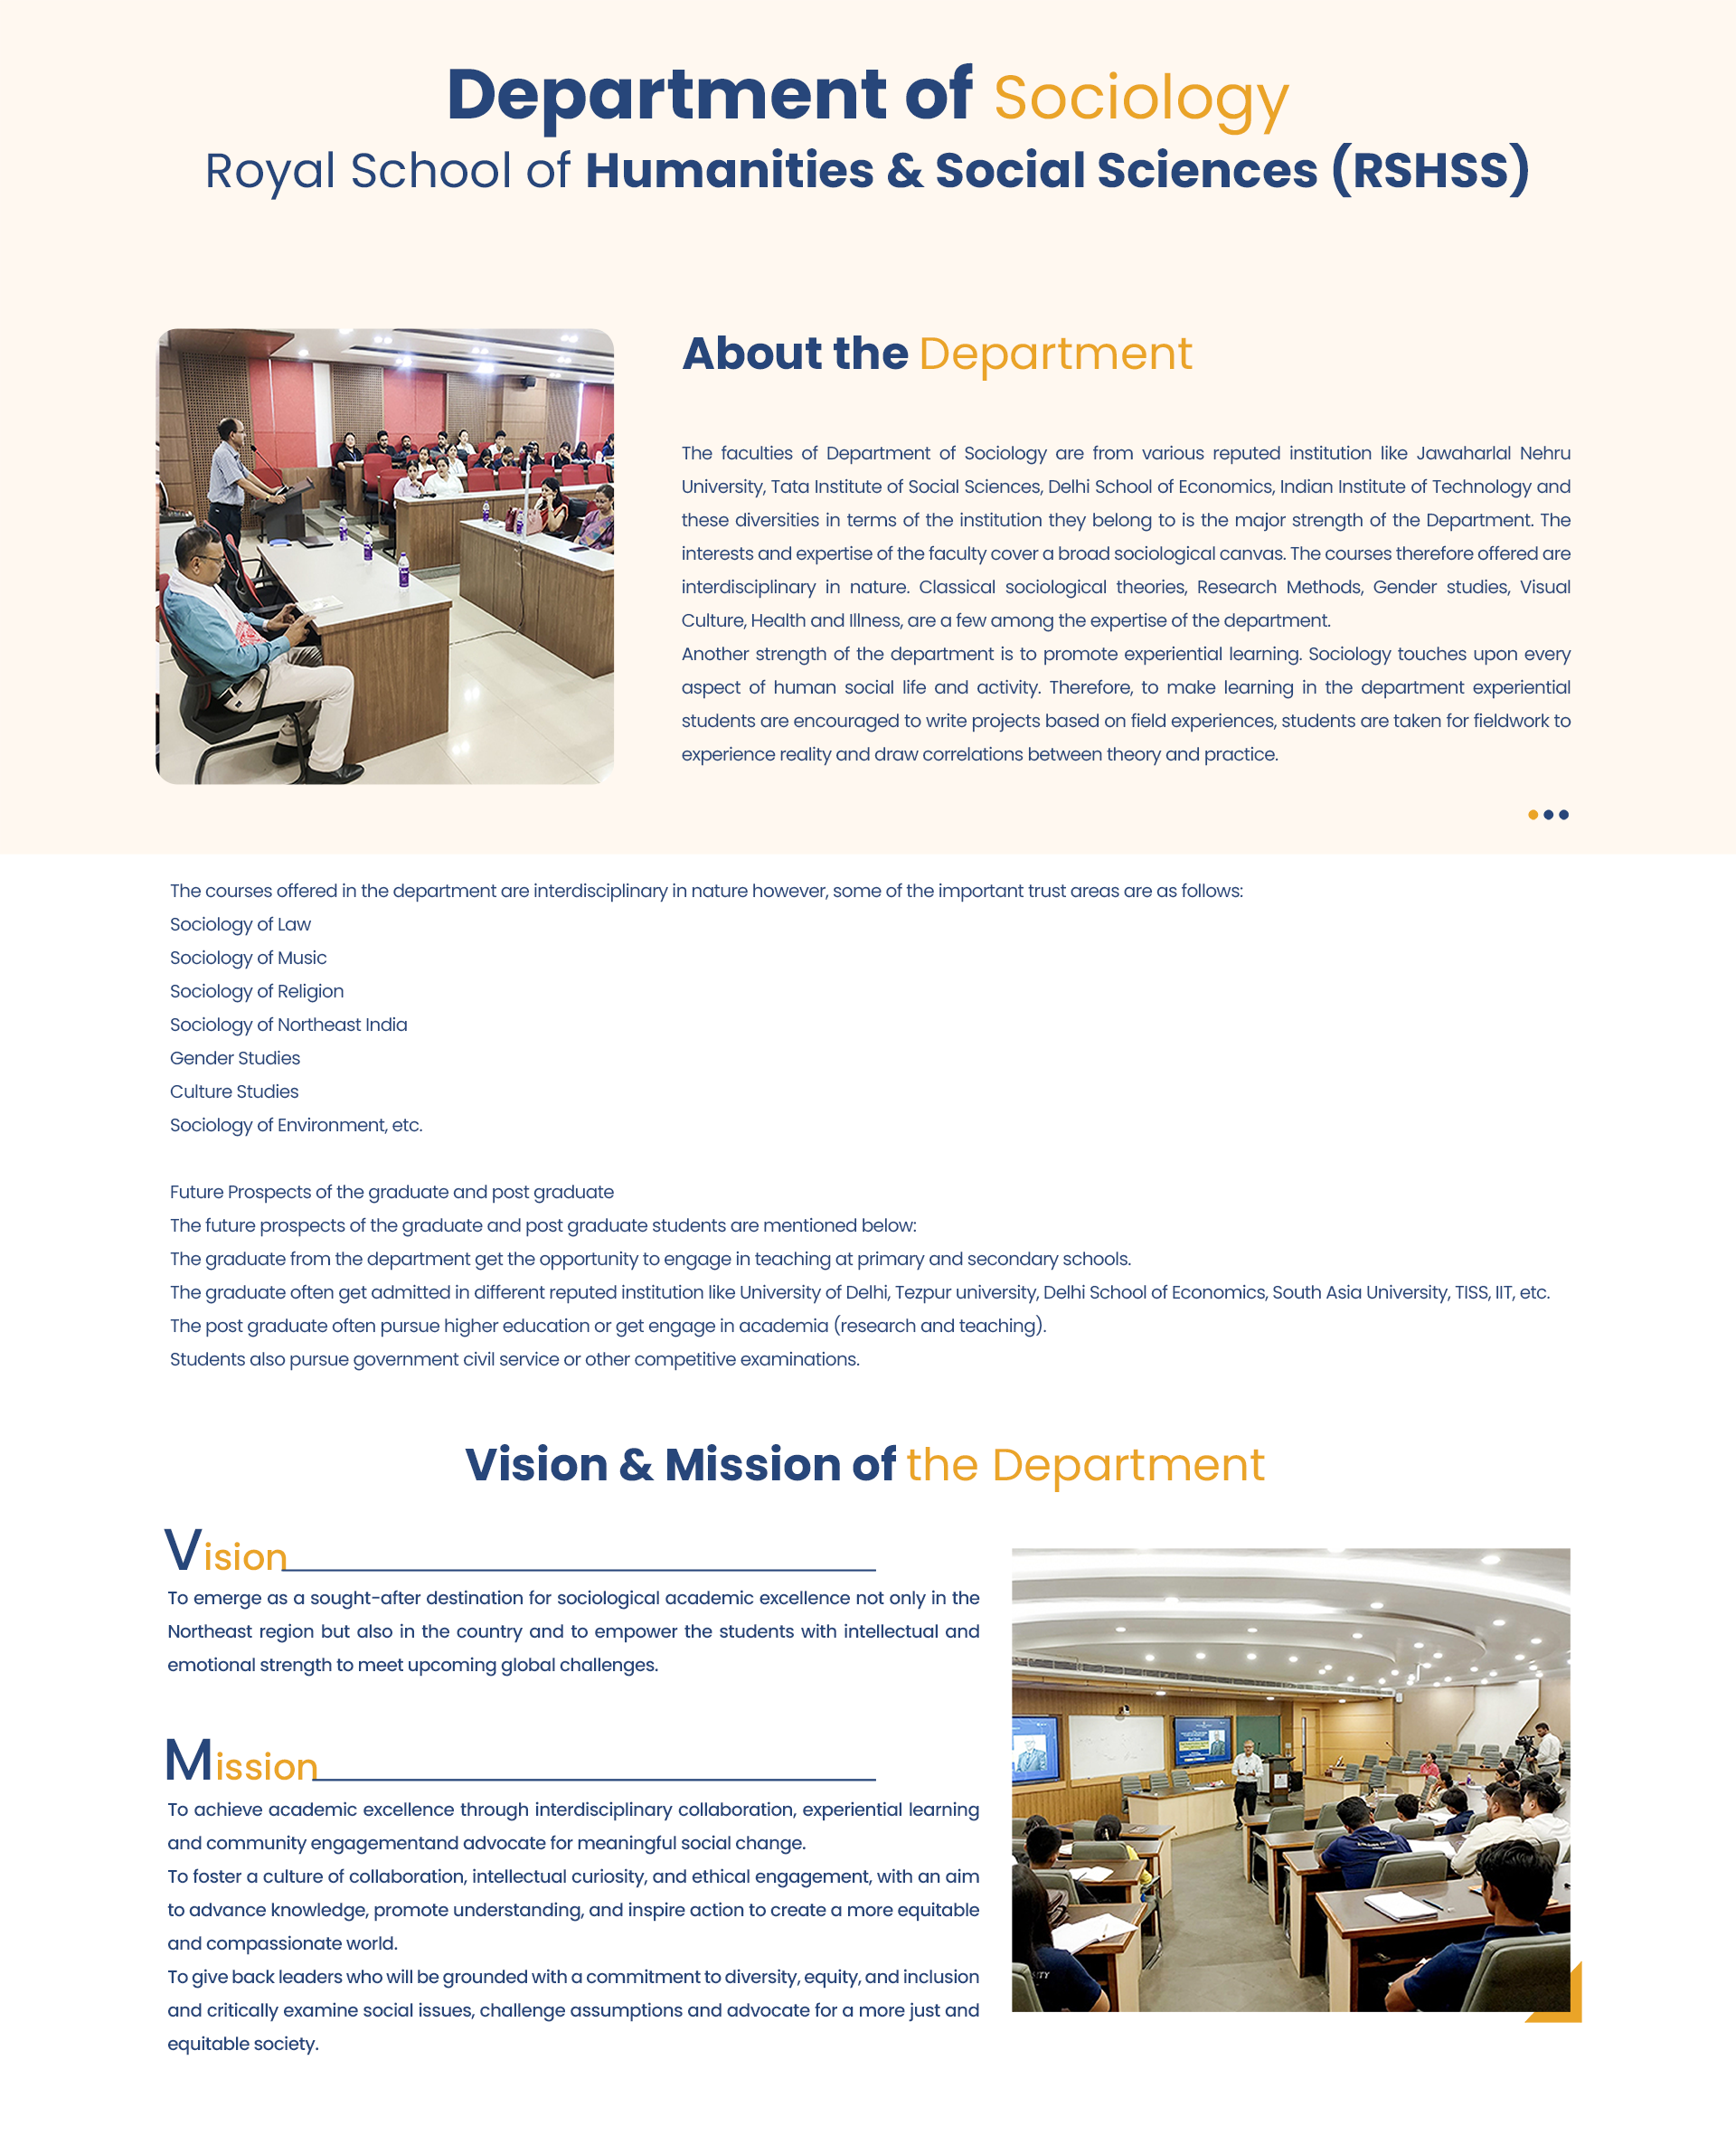 Department of Sociology
Royal School of Humanities & Social Sciences (RSHSS)
About the Department
The faculties of Department of Sociology are from various reputed institution like Jawaharlal Nehru
University, Tata Institute of Social Sciences, Delhi School of Economics, Indian Institute of Technology and
these diversities in terms of the institution they belong to is the major strength of the Department. The
interests and expertise of the faculty cover a broad sociological canvas. The courses therefore offered are
interdisciplinary in nature. Classical sociological theories, Research Methods, Gender studies, Visual
Culture, Health and Illness, are a few among the expertise of the department.
Another strength of the department is to promote experiential learning. Sociology touches upon every
aspect of human social life and activity. Therefore, to make learning in the department experiential
students are encouraged to write projects based on field experiences, students are taken for fieldwork to
experience reality and draw correlations between theory and practice.
The courses offered in the department are interdisciplinary in nature however, some of the important trust areas are as follows:
Sociology of Law
Sociology of Music
Sociology of Religion
Sociology of Northeast India
Gender Studies
Culture Studies
Sociology of Environment, etc.
Future Prospects of the graduate and post graduate
The future prospects of the graduate and post graduate students are mentioned below:
The graduate from the department get the opportunity to engage in teaching at primary and secondary schools.
The graduate often get admitted in different reputed institution like University of Delhi, Tezpur university, Delhi School of Economics, South Asia University, TISS, IIT, etc.
The post graduate often pursue higher education or get engage in academia (research and teaching).
Students also pursue government civil service or other competitive examinations.
Vision & Mission of the Department
Vision
To emerge as a sought-after destination for sociological academic excellence not only in the
Northeast region but also in the country and to empower the students with intellectual and
emotional strength to meet upcoming global challenges.
Mission
To achieve academic excellence through interdisciplinary collaboration, experiential learning
and community engagementand advocate for meaningful social change.
To foster a culture of collaboration, intellectual curiosity, and ethical engagement, with an aim
to advance knowledge, promote understanding, and inspire action to create a more equitable
and compassionate world.
To give back leaders who will be grounded with a commitment to diversity, equity, and inclusion
and critically examine social issues, challenge assumptions and advocate for a more just and
equitable society.